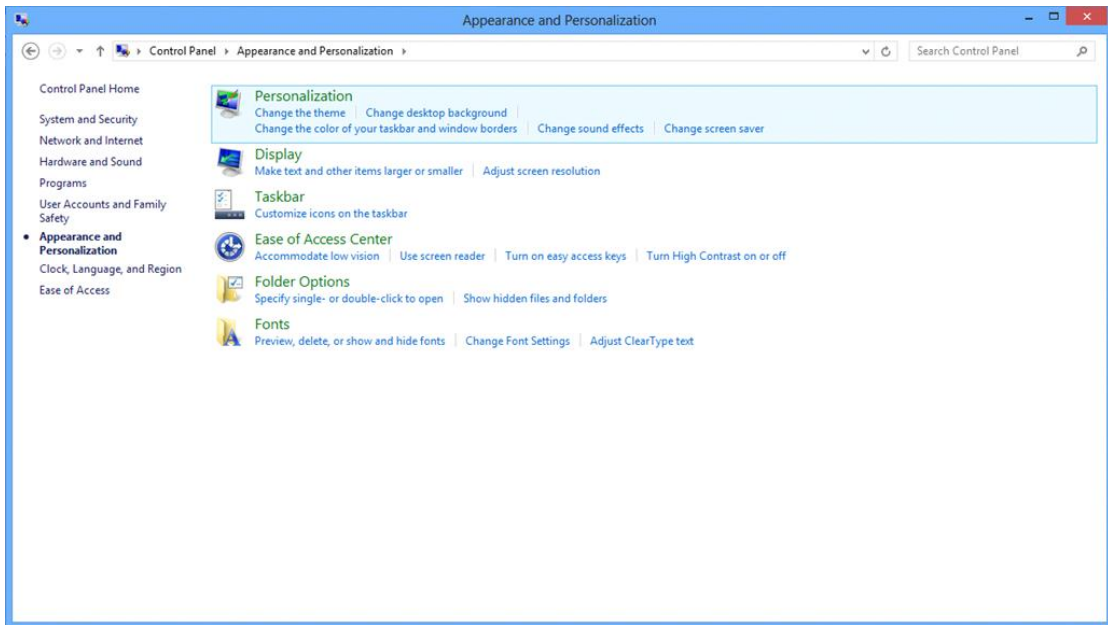 Appearance and Personalization
Control Panel Appearance and Personalization
Search Control Panel
Control Panel Home
System and Security
Network and Internet
Hardware and Sound
Programs
User Accounts and Family
Safety
Appearance and
Personalization
Clock, Language, and Region
Ease of Access
Personalization
Change the theme Change desktop background
Change the color of your taskbar and window borders Change sound effects Change screen saver
Display
Make text and other items larger or smaller Adjust screen resolution
Taskbar
Customize icons on the taskbar
Ease of Access Center
Accommodate low vision Use screen reader Turn on easy access keys Turn High Contrast on or off
Folder Options
Specify single- or double-click to open Show hidden files and folders
Fonts
Preview, delete, or show and hide fonts Change Font Settings Adjust ClearType text